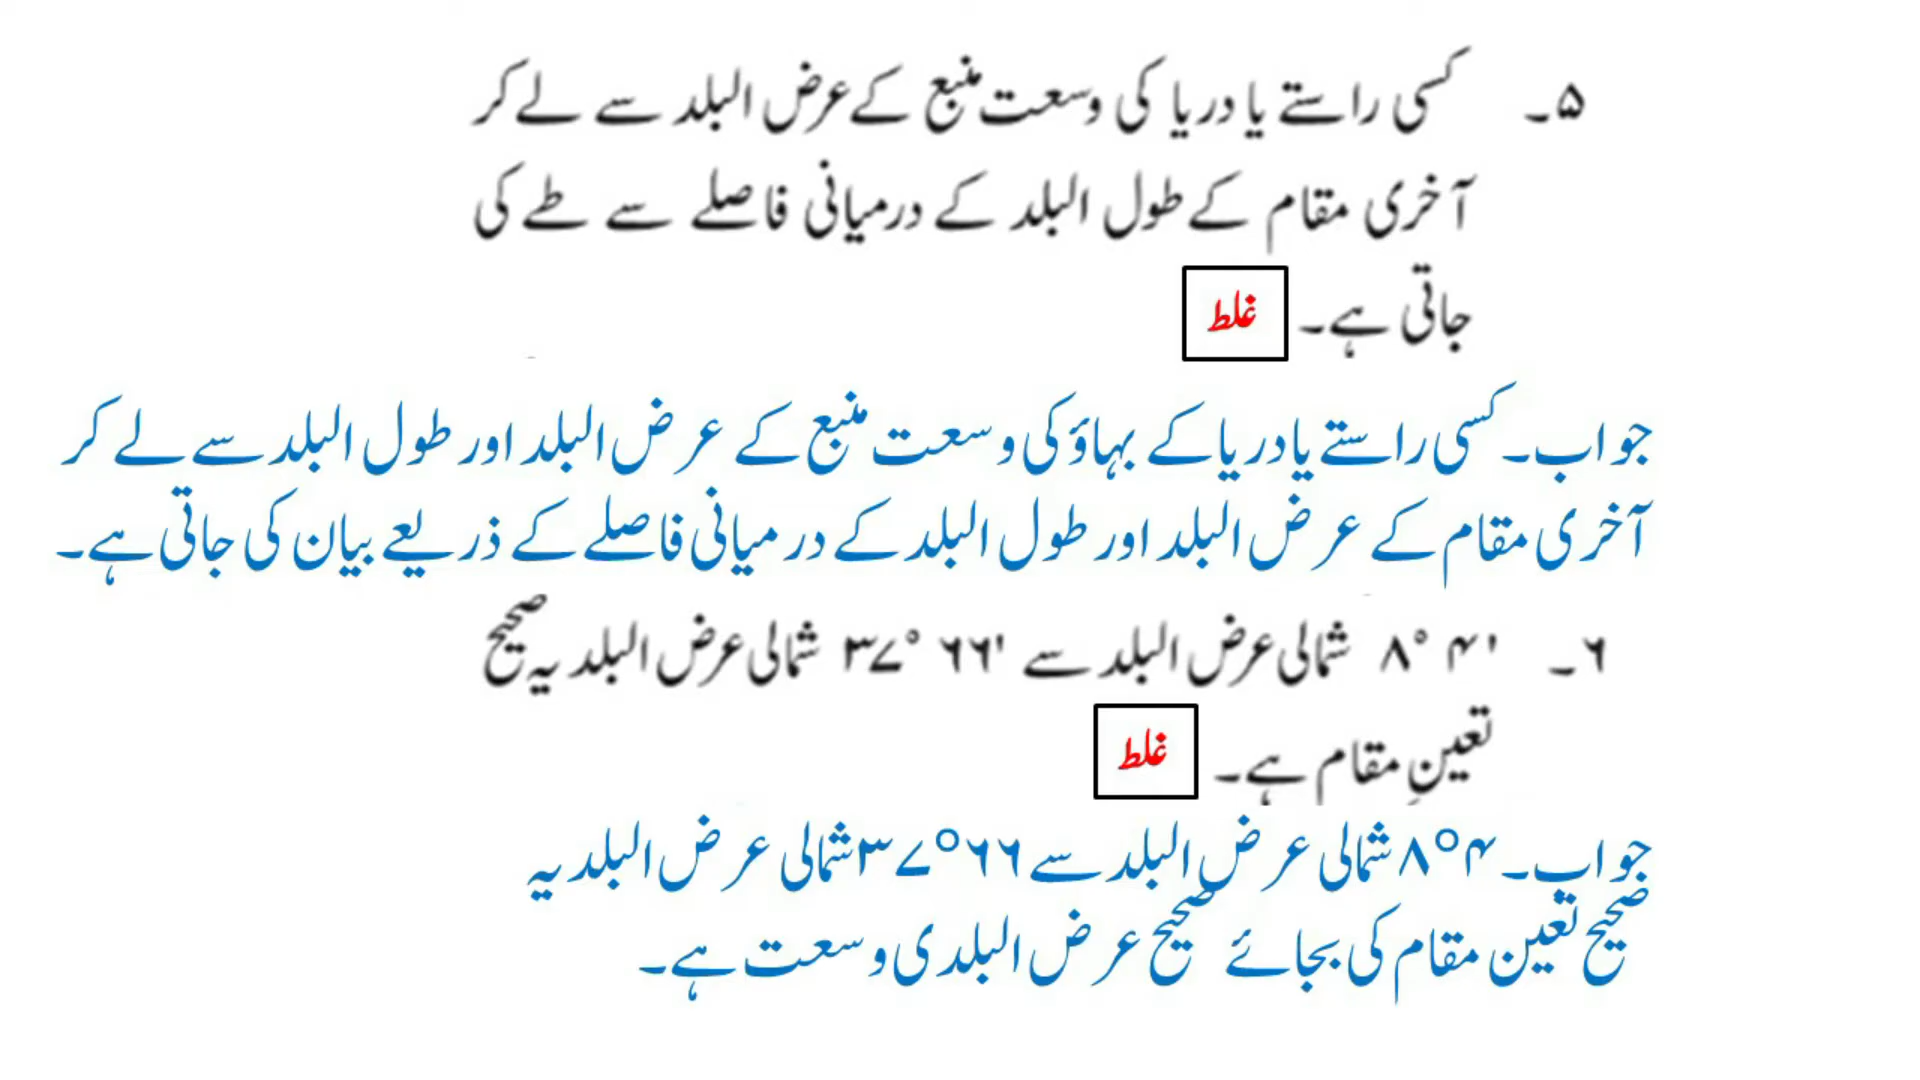 ۵۔ کسی راستے یا دریا کی وسعت منبع کے عرض البلد سے لے کر
آخری مقام کے طول البلد کے درمیانی فاصلے سے طے کی
جاتی ہے۔ غلط
جواب۔ کسی راستے یا دریا کے بہاؤ کی وسعت منبع کے عرض البلد اور طول البلد سے لے کر
آخری مقام کے عرض البلد اور طول البلد کے درمیانی فاصلے کے ذریعے بیان کی جاتی ہے۔
۶۔ ۸° ۴' شمالی عرض البلد سے ۳۷° ۶۶' شمالی عرض البلد یہ صحیح
تعینِ مقام ہے۔ غلط
جواب۔ ۸°۴ شمالی عرض البلد سے ۳۷°۶۶ شمالی عرض البلد یہ
صحیح تعین مقام کی بجائے صحیح عرض البلدی وسعت ہے۔